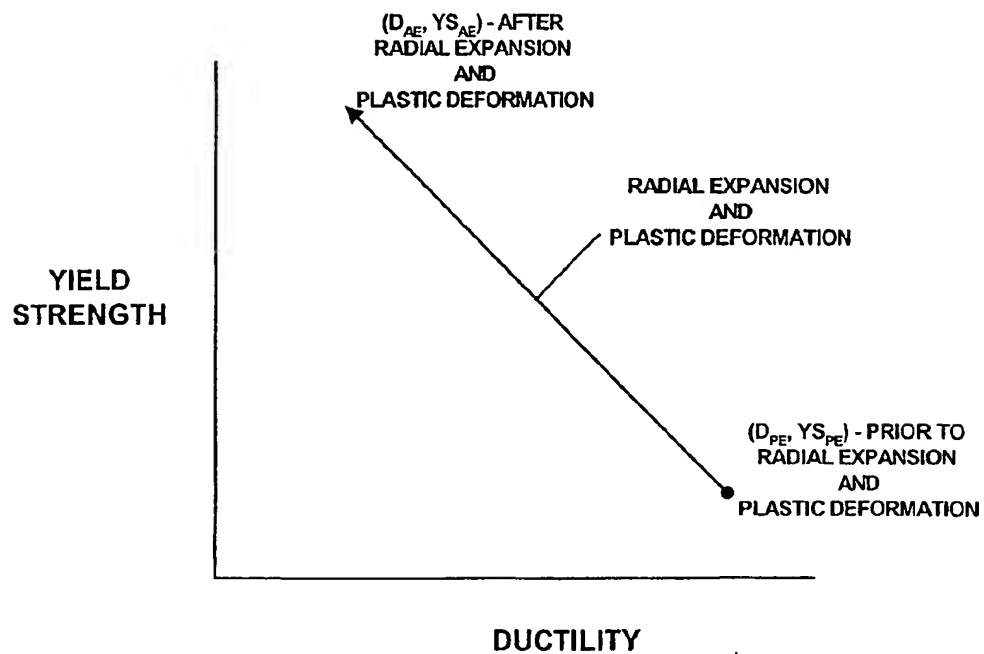 (D_AE, YS_AE) - AFTER
RADIAL EXPANSION
AND
PLASTIC DEFORMATION
RADIAL EXPANSION
AND
PLASTIC DEFORMATION
YIELD
STRENGTH
(D_PE, YS_PE) - PRIOR TO
RADIAL EXPANSION
AND
PLASTIC DEFORMATION
DUCTILITY